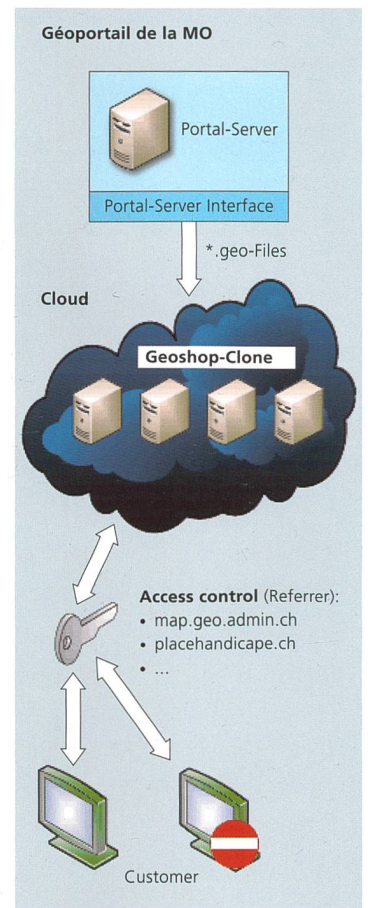 Géoportail de la MO
Portal-Server
Portal-Server Interface
*.geo-Files
Cloud
Geoshop-Clone
Access control (Referrer):
• map.geo.admin.ch
• placehandicape.ch
• ...
Customer